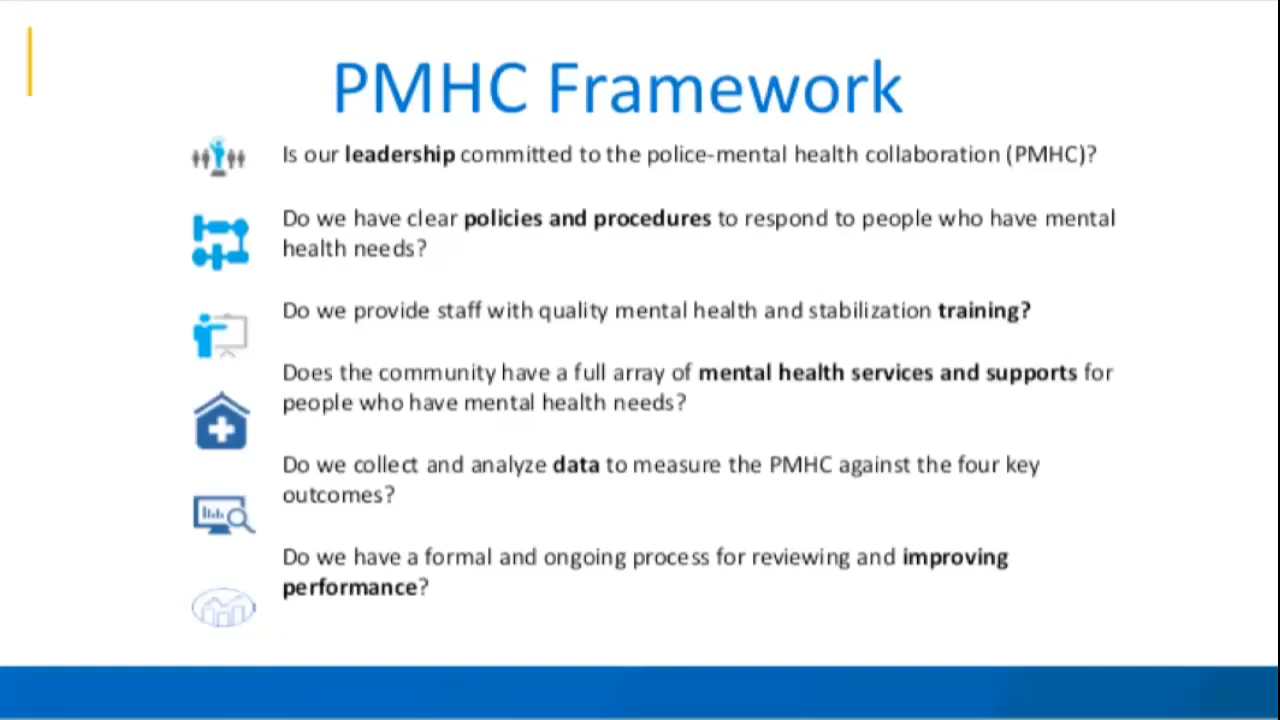 PMHC Framework
Is our leadership committed to the police-mental health collaboration (PMHC)?
Do we have clear policies and procedures to respond to people who have mental
health needs?
Do we provide staff with quality mental health and stabilization training?
Does the community have a full array of mental health services and supports for
people who have mental health needs?
Do we collect and analyze data to measure the PMHC against the four key
outcomes?
Do we have a formal and ongoing process for reviewing and improving
performance?